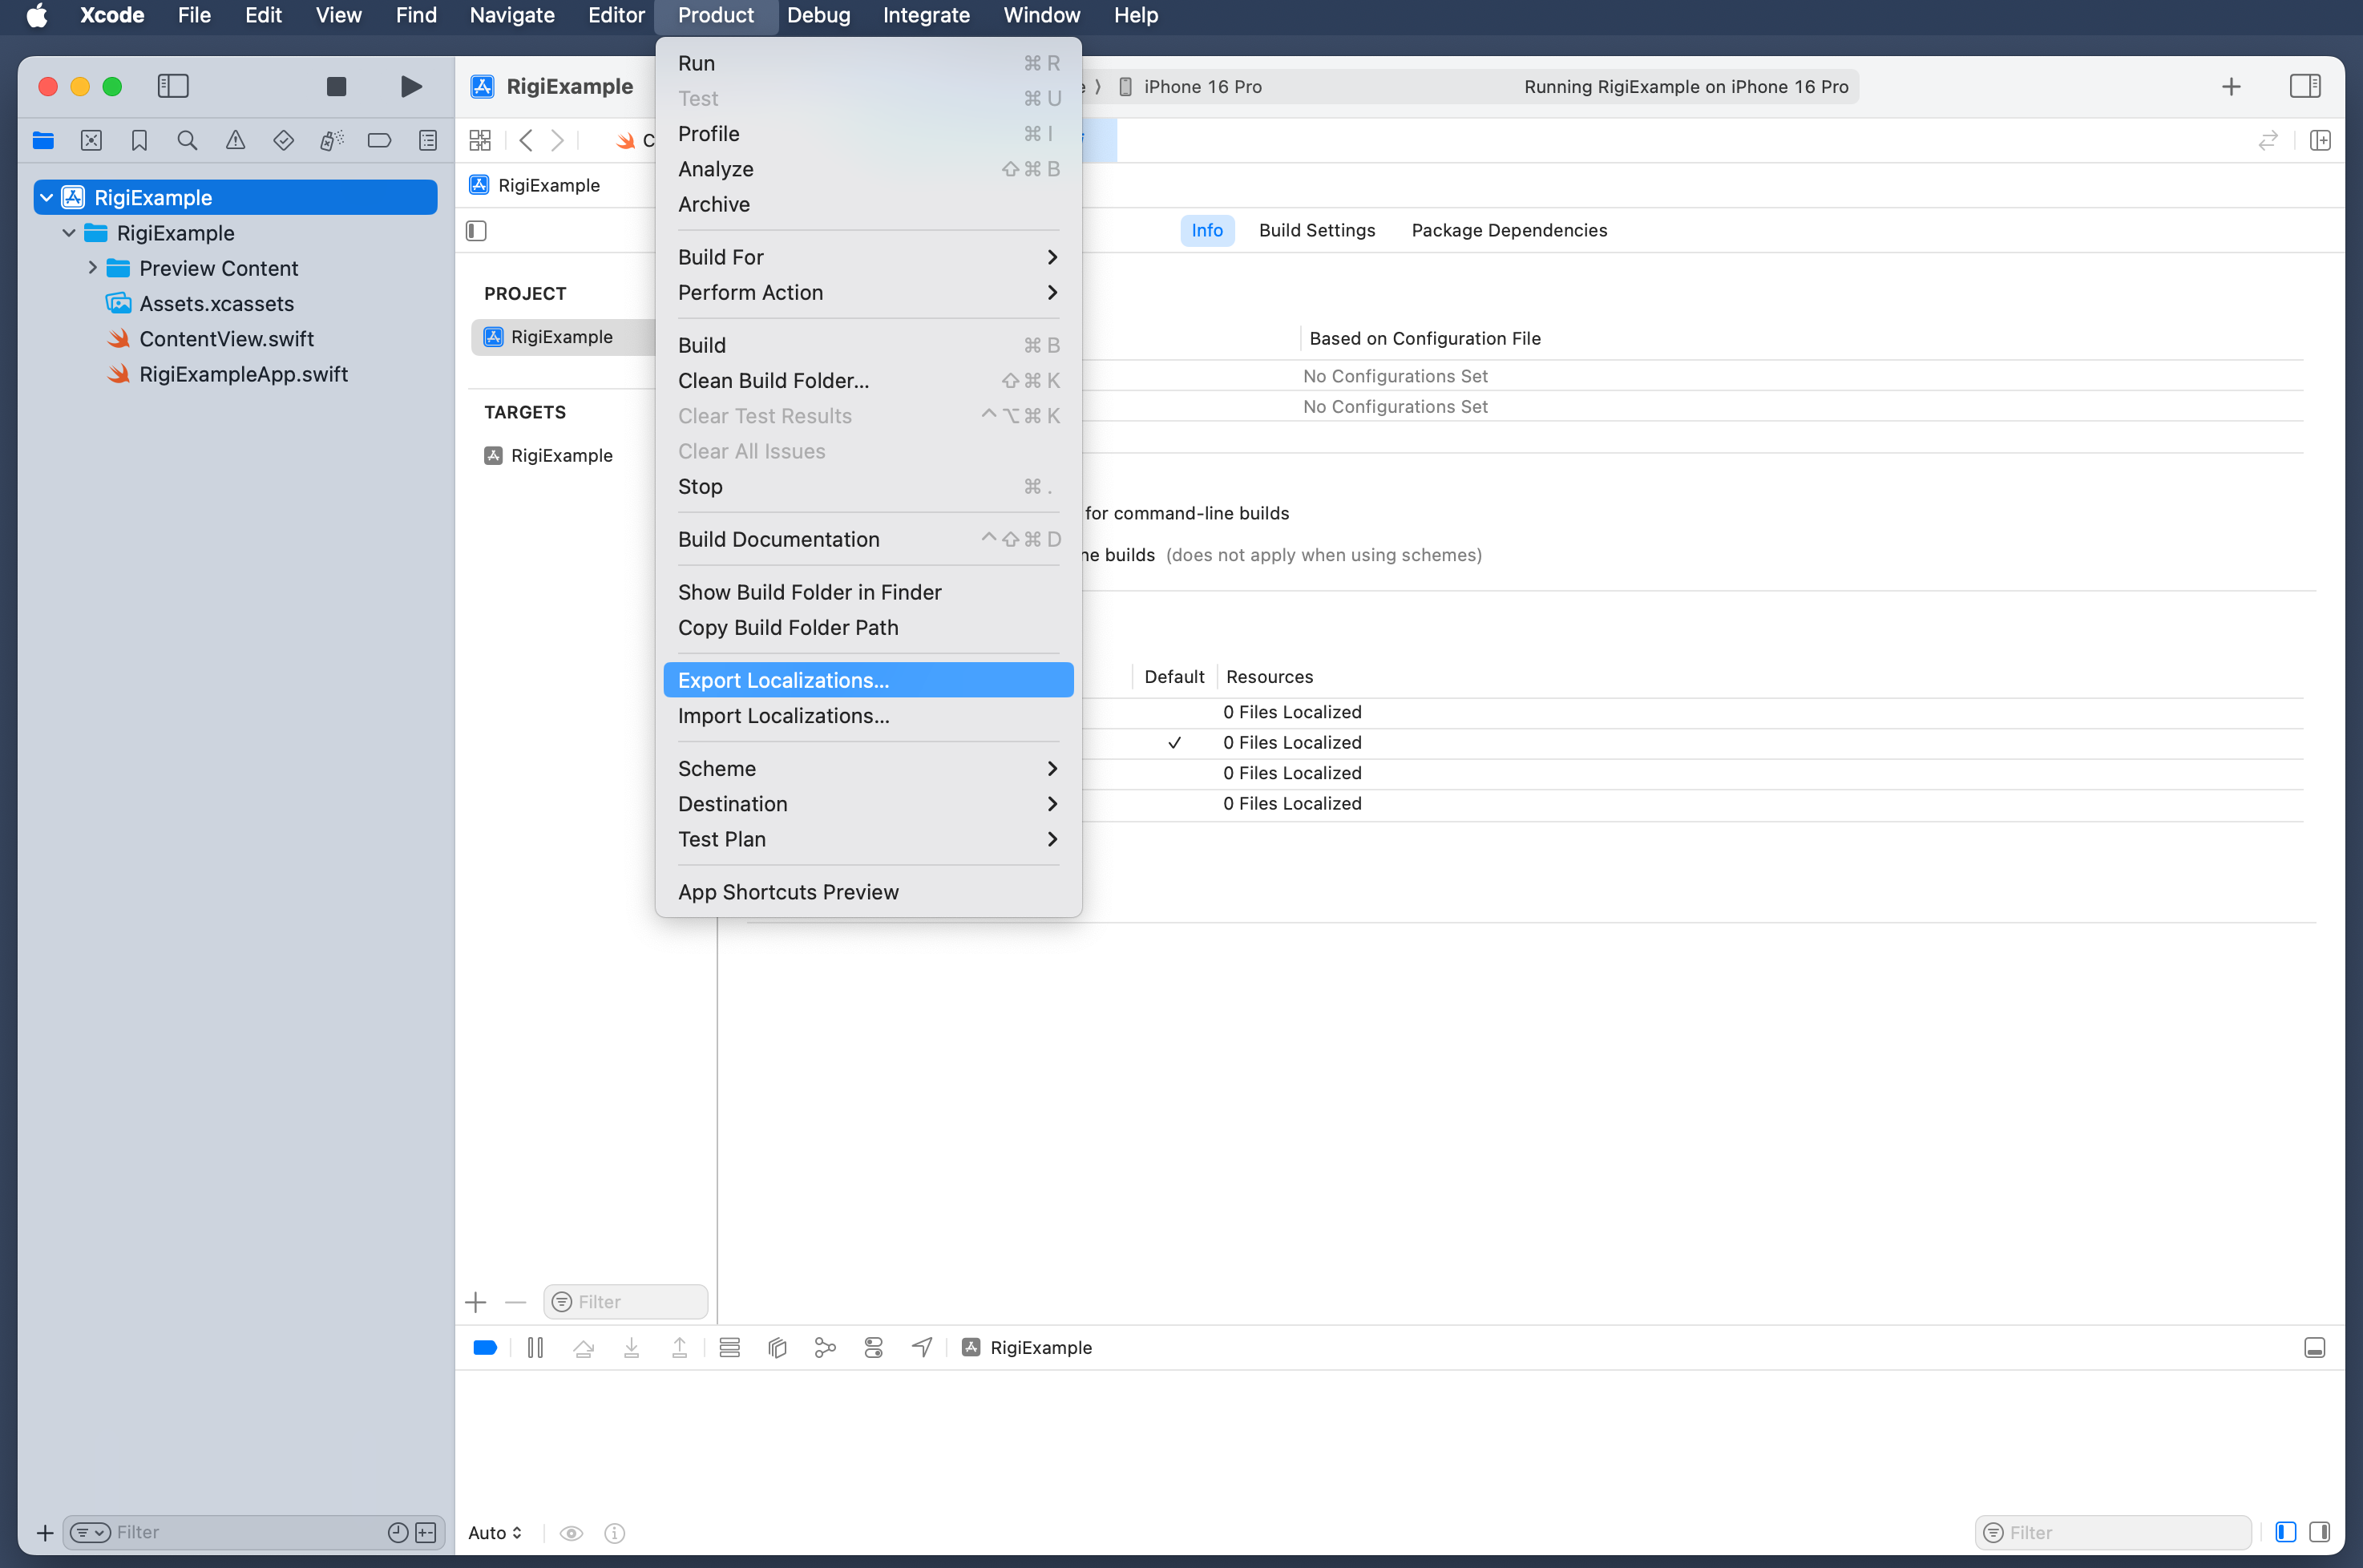 Xcode File Edit View Find Navigate Editor Product Debug Integrate Window Help
RigiExample
iPhone 16 Pro
Running RigiExample on iPhone 16 Pro
RigiExample
RigiExample
Preview Content
Assets.xcassets
ContentView.swift
RigiExampleApp.swift
Filter
C
RigiExample
PROJECT
RigiExample
TARGETS
RigiExample
Filter
Run ⌘ R
Test ⌘ U
Profile ⌘ I
Analyze ⇧ ⌘ B
Archive
Build For
Perform Action
Build ⌘ B
Clean Build Folder... ⇧ ⌘ K
Clear Test Results ^ ⌥ ⌘ K
Clear All Issues
Stop ⌘ .
Build Documentation ^ ⇧ ⌘ D
Show Build Folder in Finder
Copy Build Folder Path
Export Localizations...
Import Localizations...
Scheme
Destination
Test Plan
App Shortcuts Preview
Info Build Settings Package Dependencies
Based on Configuration File
No Configurations Set
No Configurations Set
for command-line builds
ne builds (does not apply when using schemes)
Default Resources
0 Files Localized
0 Files Localized
0 Files Localized
0 Files Localized
RigiExample
Auto
Filter